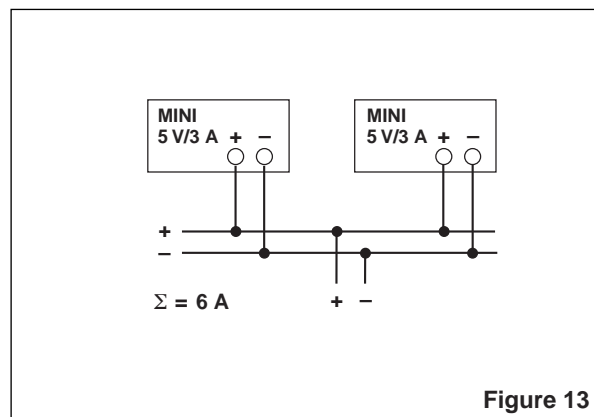 MINI
5 V/3 A + −
MINI
5 V/3 A + −
+
−
Σ = 6 A
+ −
Figure 13